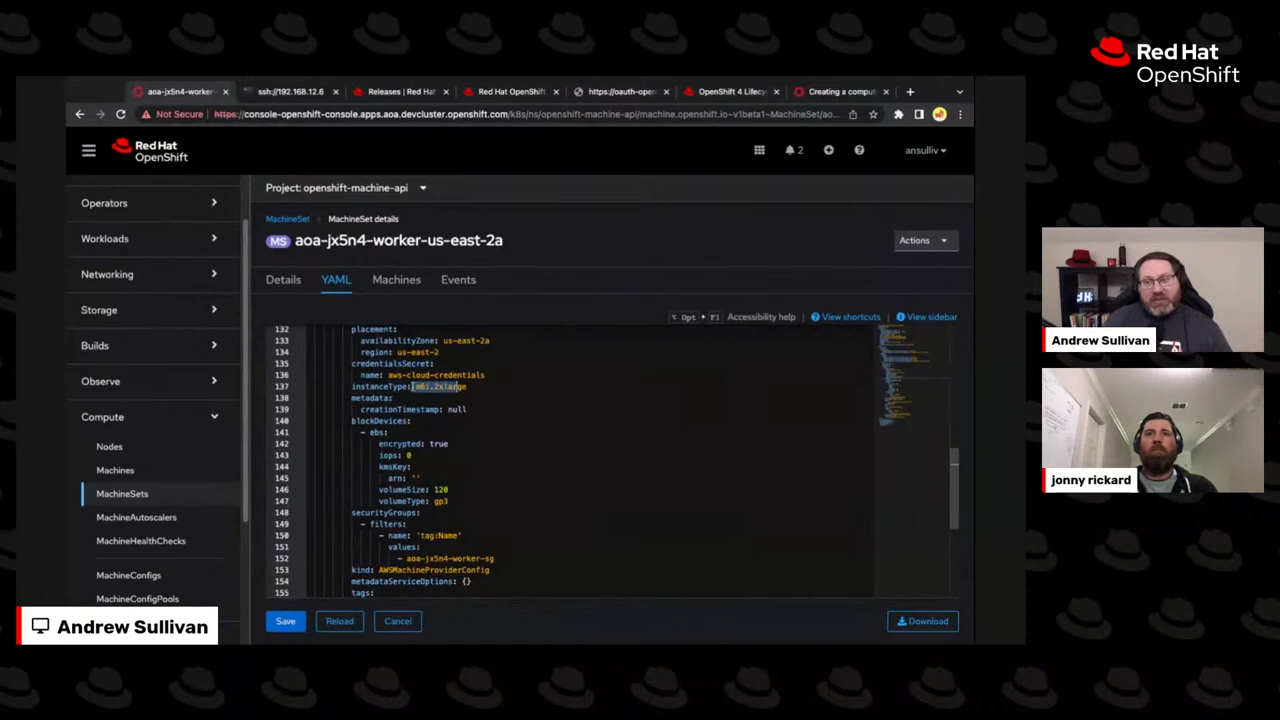 Red Hat
OpenShift
aoa-jx5n4-worker-
ssh://192.168.12.6
Releases | Red Hat
Red Hat OpenShift
https://oauth-open
OpenShift 4 Lifecy
Creating a comput
Not Secure
https://console-openshift-console.apps.aoa.devcluster.openshift.com/k8s/ns/openshift-machine-api/machine.openshift.io~v1beta1~MachineSet/ao...
Red Hat
OpenShift
2
ansulliv
Operators
Workloads
Networking
Storage
Builds
Observe
Compute
Nodes
Machines
MachineSets
MachineAutoscalers
MachineHealthChecks
MachineConfigs
MachineConfigPools
Project: openshift-machine-api
MachineSet > MachineSet details
MS aoa-jx5n4-worker-us-east-2a
Actions
Details YAML Machines Events
Opt + F1 Accessibility help View shortcuts View sidebar
132 placement:
133 availabilityZone: us-east-2a
134 region: us-east-2
135 credentialsSecret:
136 name: aws-cloud-credentials
137 instanceType: m6i.2xlarge
138 metadata:
139 creationTimestamp: null
140 blockDevices:
141 - ebs:
142 encrypted: true
143 iops: 0
144 kmsKey:
145 arn: ''
146 volumeSize: 120
147 volumeType: gp3
148 securityGroups:
149 - filters:
150 - name: 'tag:Name'
151 values:
152 - aoa-jx5n4-worker-sg
153 kind: AWSMachineProviderConfig
154 metadataServiceOptions: {}
155 tags:
Save Reload Cancel Download
Andrew Sullivan
jonny rickard
Andrew Sullivan